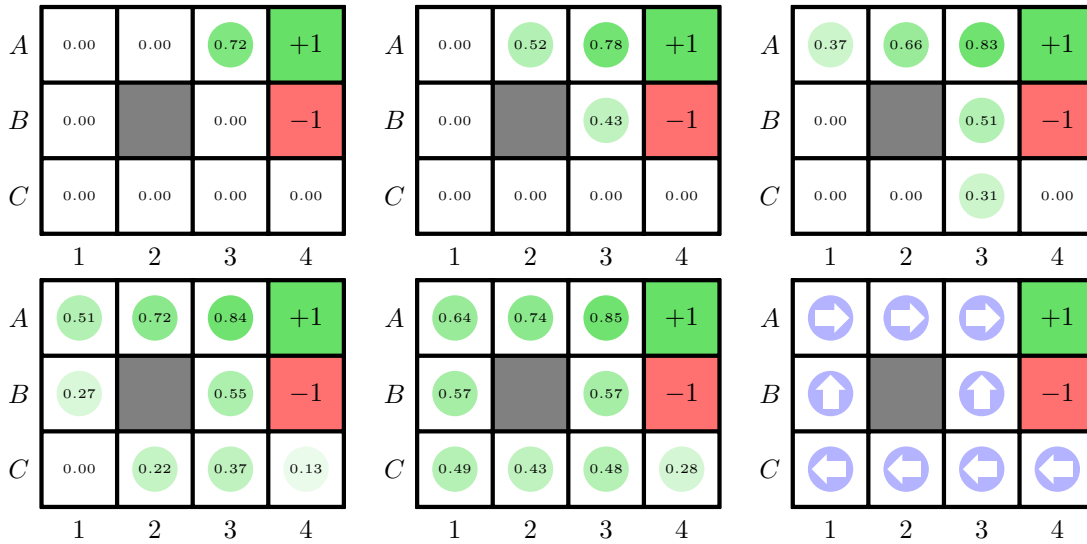 A 0.00 0.00 0.72 +1 A 0.00 0.52 0.78 +1 A 0.37 0.66 0.83 +1
B 0.00 0.00 −1 B 0.00 0.43 −1 B 0.00 0.51 −1
C 0.00 0.00 0.00 0.00 C 0.00 0.00 0.00 0.00 C 0.00 0.00 0.31 0.00
1 2 3 4 1 2 3 4 1 2 3 4
A 0.51 0.72 0.84 +1 A 0.64 0.74 0.85 +1 A +1
B 0.27 0.55 −1 B 0.57 0.57 −1 B −1
C 0.00 0.22 0.37 0.13 C 0.49 0.43 0.48 0.28 C
1 2 3 4 1 2 3 4 1 2 3 4